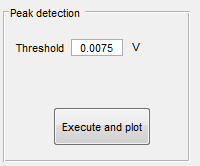 Peak detection
Threshold 0.0075 V
Execute and plot